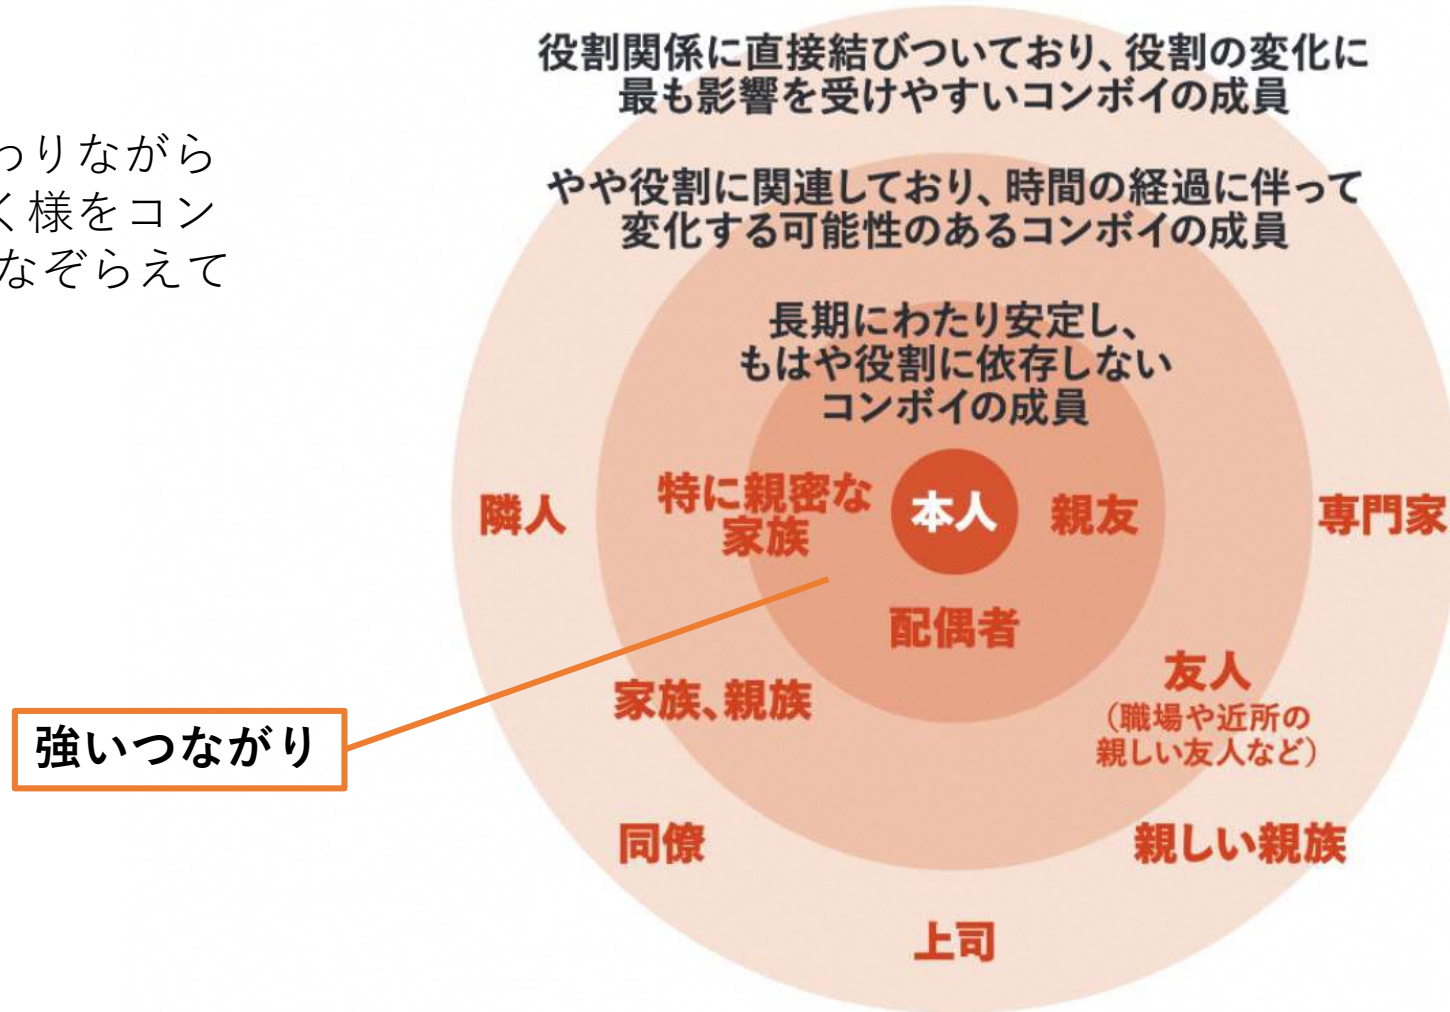 役割関係に直接結びついており、役割の変化に
最も影響を受けやすいコンボイの成員
わりながら
く様をコン
なぞらえて
やや役割に関連しており、時間の経過に伴って
変化する可能性のあるコンボイの成員
長期にわたり安定し、
もはや役割に依存しない
コンボイの成員
隣人
特に親密な
家族
本人
親友
専門家
配偶者
家族、親族
友人
（職場や近所の
親しい友人など）
強いつながり
同僚
親しい親族
上司